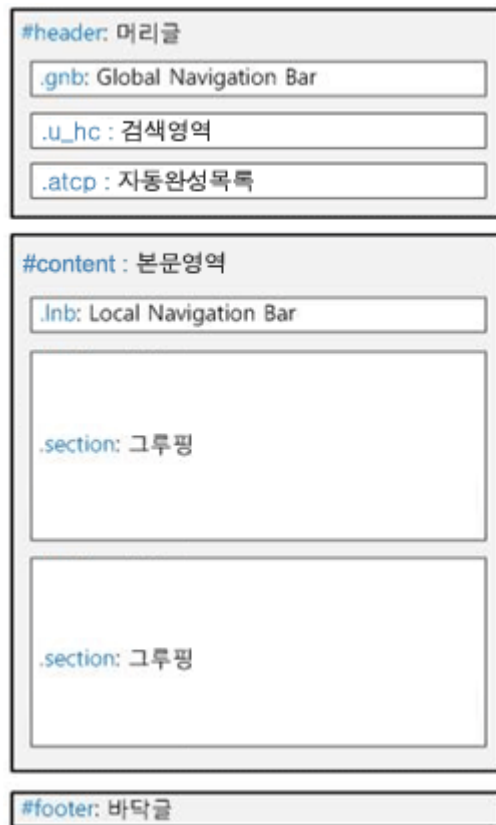 #header: 머리글
.gnb: Global Navigation Bar
.u_hc : 검색영역
.atcp : 자동완성목록
#content : 본문영역
.lnb: Local Navigation Bar
.section: 그루핑
.section: 그루핑
#footer: 바닥글